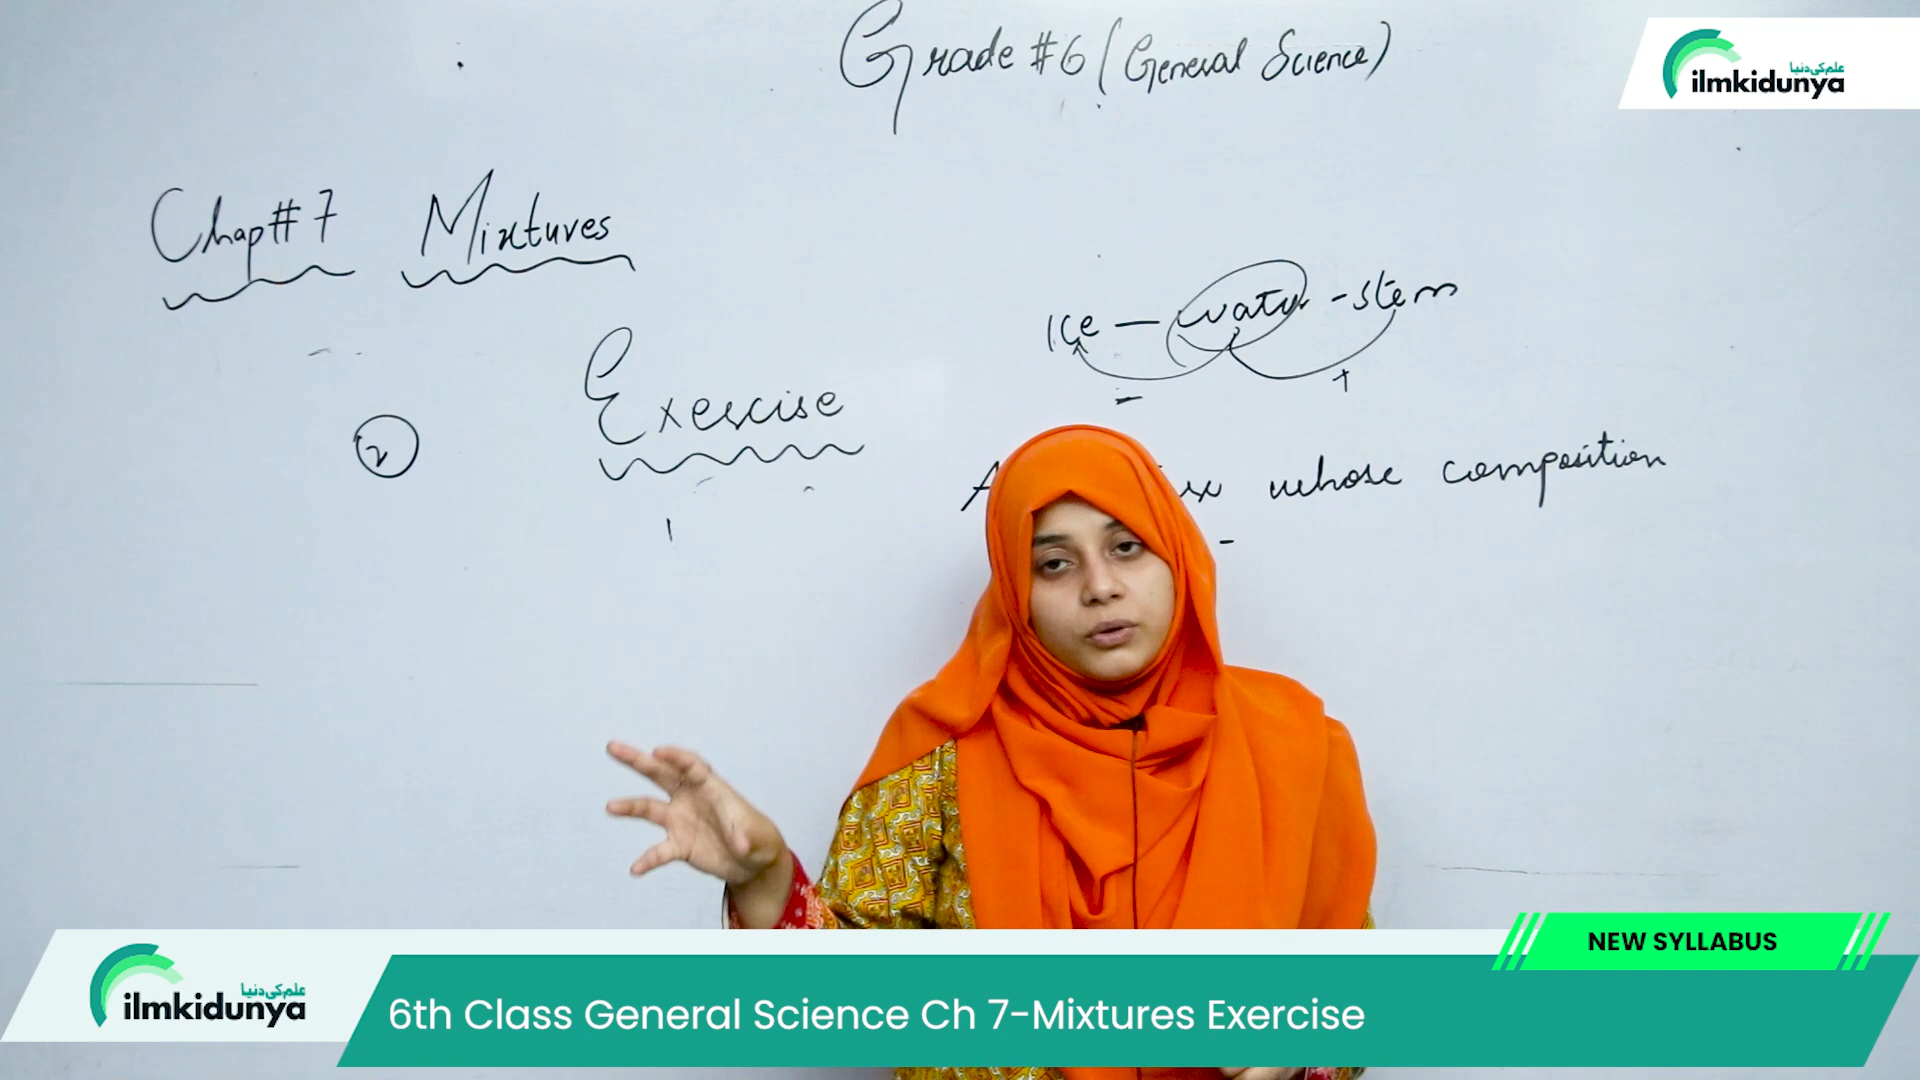 Grade #6 (General Science)
علم کی دنیا
ilmkidunya
Chap# 7 Mixtures
Ice — water - stem
+
Exercise
2
A whose composition
NEW SYLLABUS
علم کی دنیا
ilmkidunya
6th Class General Science Ch 7-Mixtures Exercise